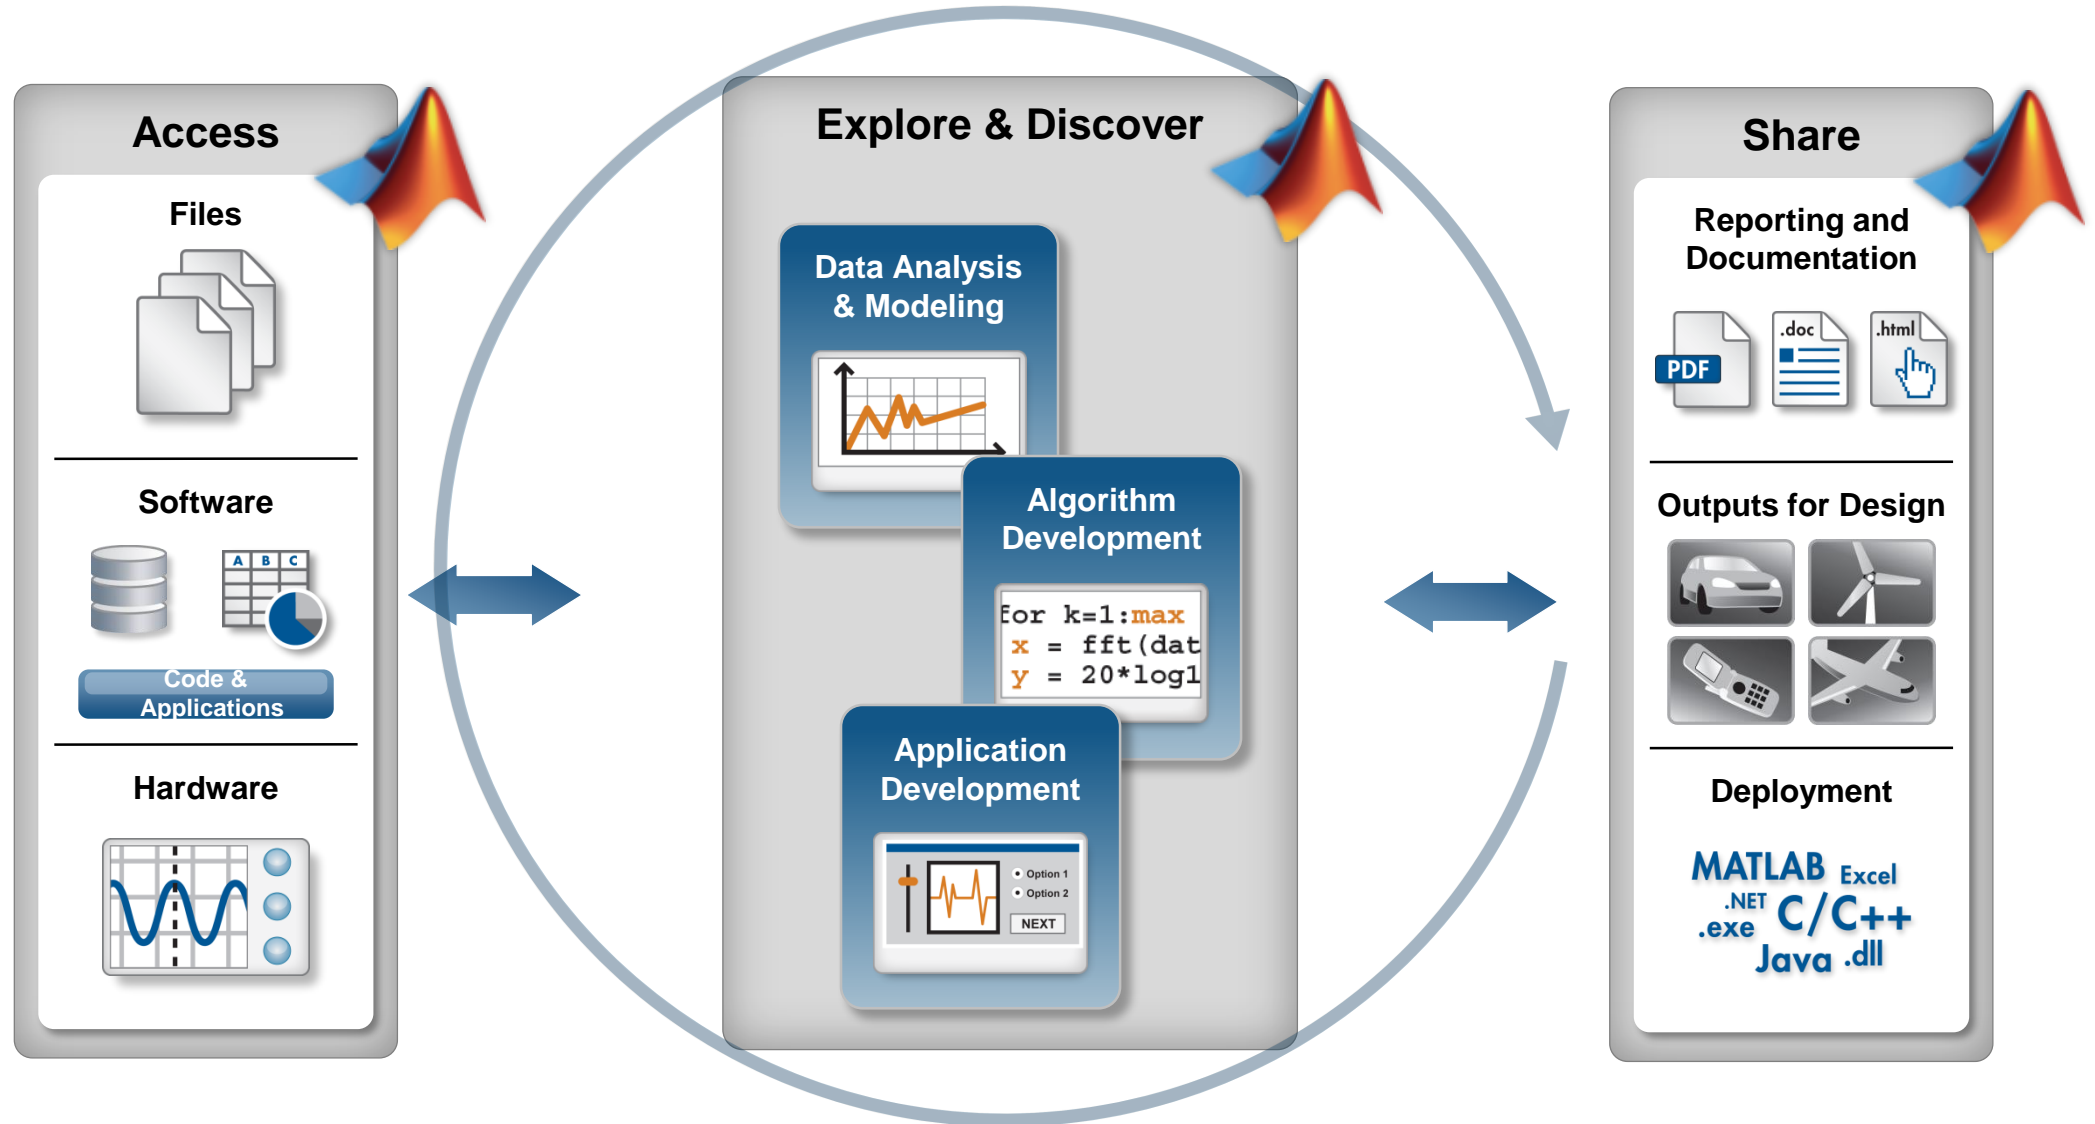 Access
Files
Software
A B C
Code &
Applications
Hardware
Explore & Discover
Data Analysis
& Modeling
Algorithm
Development
for k=1:max
x = fft(dat
y = 20*log1
Application
Development
Option 1
Option 2
NEXT
Share
Reporting and
Documentation
PDF
.doc
.html
Outputs for Design
Deployment
MATLAB Excel
.NET C/C++
.exe
Java .dll